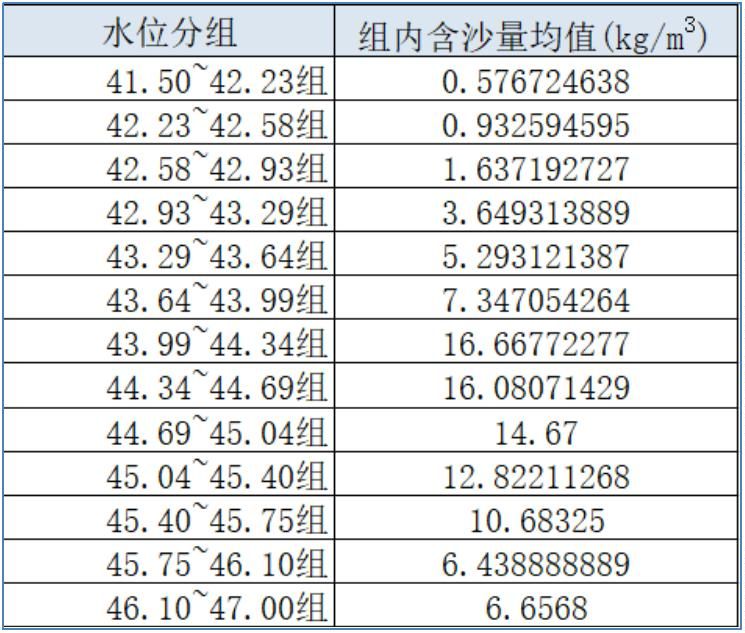 水位分组 组内含沙量均值(kg/m³)
41.50~42.23组 0.576724638
42.23~42.58组 0.932594595
42.58~42.93组 1.637192727
42.93~43.29组 3.649313889
43.29~43.64组 5.293121387
43.64~43.99组 7.347054264
43.99~44.34组 16.66772277
44.34~44.69组 16.08071429
44.69~45.04组 14.67
45.04~45.40组 12.82211268
45.40~45.75组 10.68325
45.75~46.10组 6.438888889
46.10~47.00组 6.6568